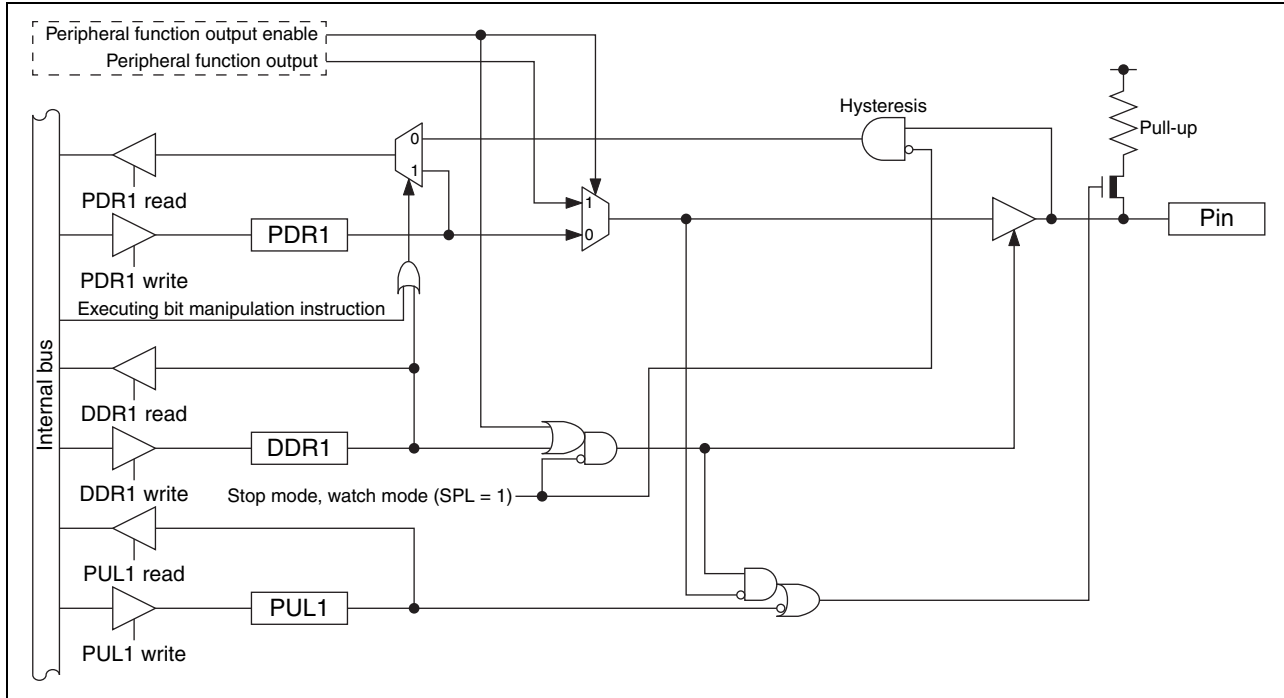 Peripheral function output enable
Peripheral function output
Hysteresis
Pull-up
0
1
PDR1 read
1
0
PDR1
Pin
PDR1 write
Executing bit manipulation instruction
Internal bus
DDR1 read
DDR1
DDR1 write
Stop mode, watch mode (SPL = 1)
PUL1 read
PUL1
PUL1 write